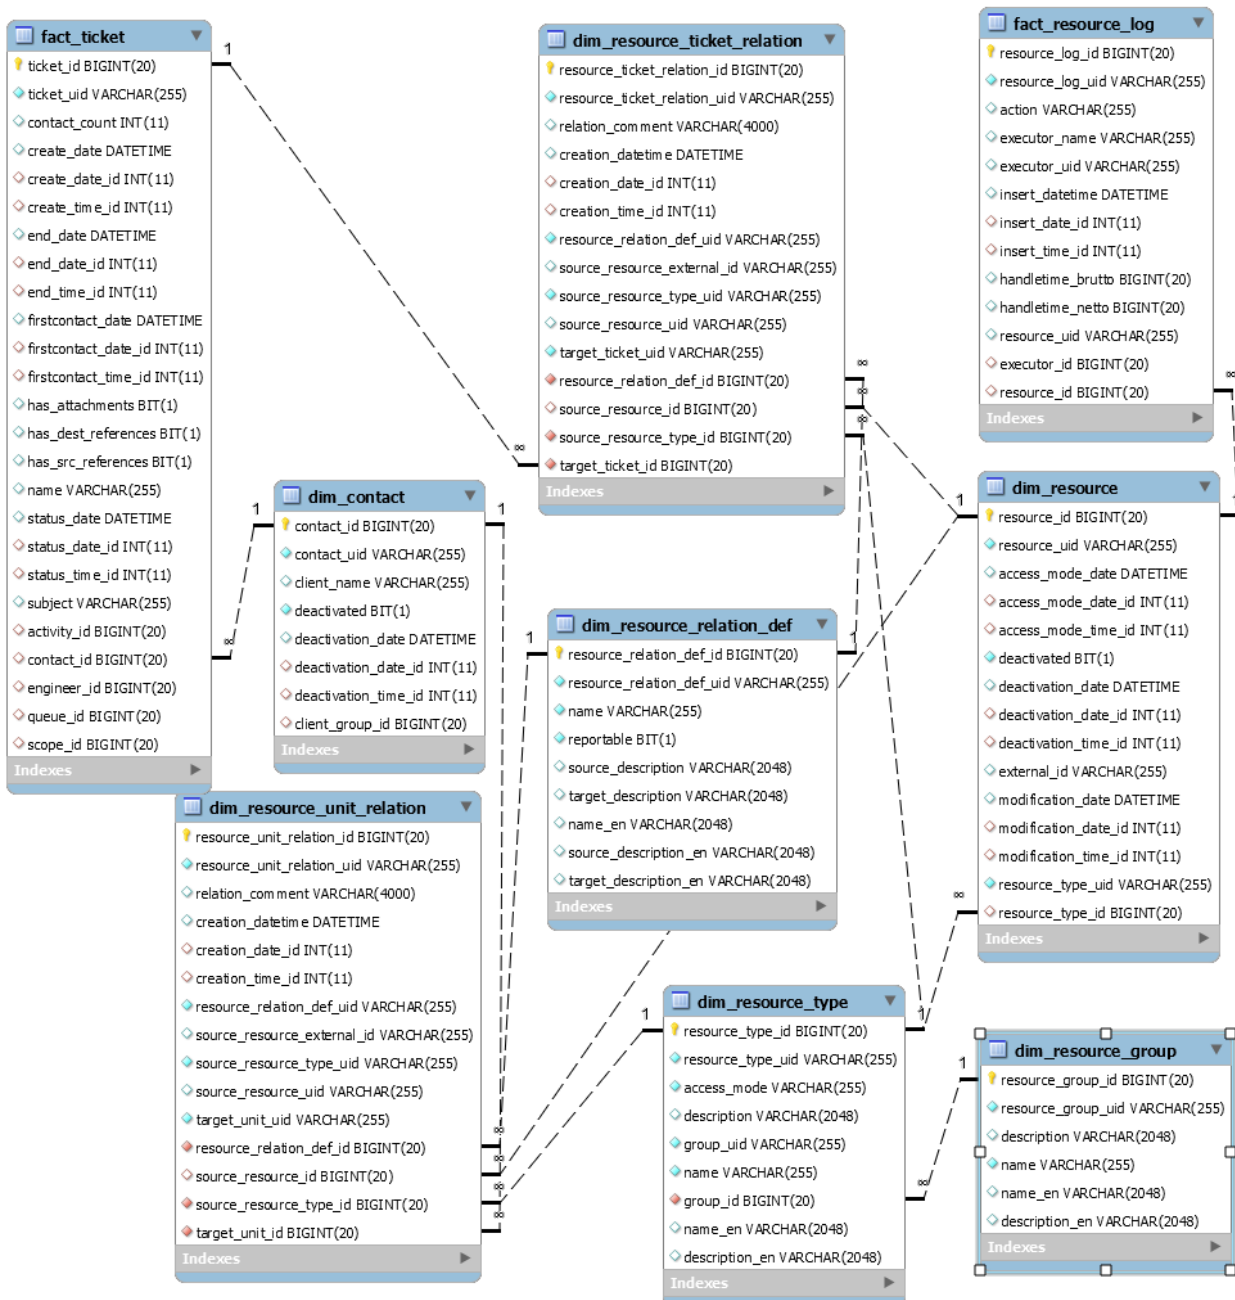 fact_ticket
ticket_id BIGINT(20)
ticket_uid VARCHAR(255)
contact_count INT(11)
create_date DATETIME
create_date_id INT(11)
create_time_id INT(11)
end_date DATETIME
end_date_id INT(11)
end_time_id INT(11)
firstcontact_date DATETIME
firstcontact_date_id INT(11)
firstcontact_time_id INT(11)
has_attachments BIT(1)
has_dest_references BIT(1)
has_src_references BIT(1)
name VARCHAR(255)
status_date DATETIME
status_date_id INT(11)
status_time_id INT(11)
subject VARCHAR(255)
activity_id BIGINT(20)
contact_id BIGINT(20)
engineer_id BIGINT(20)
queue_id BIGINT(20)
scope_id BIGINT(20)
Indexes
1
∞
dim_resource_ticket_relation
resource_ticket_relation_id BIGINT(20)
resource_ticket_relation_uid VARCHAR(255)
relation_comment VARCHAR(4000)
creation_datetime DATETIME
creation_date_id INT(11)
creation_time_id INT(11)
resource_relation_def_uid VARCHAR(255)
source_resource_external_id VARCHAR(255)
source_resource_type_uid VARCHAR(255)
source_resource_uid VARCHAR(255)
target_ticket_uid VARCHAR(255)
resource_relation_def_id BIGINT(20)
source_resource_id BIGINT(20)
source_resource_type_id BIGINT(20)
target_ticket_id BIGINT(20)
Indexes
∞
∞
∞
∞
fact_resource_log
resource_log_id BIGINT(20)
resource_log_uid VARCHAR(255)
action VARCHAR(255)
executor_name VARCHAR(255)
executor_uid VARCHAR(255)
insert_datetime DATETIME
insert_date_id INT(11)
insert_time_id INT(11)
handletime_brutto BIGINT(20)
handletime_netto BIGINT(20)
resource_uid VARCHAR(255)
executor_id BIGINT(20)
resource_id BIGINT(20)
Indexes
∞
dim_contact
contact_id BIGINT(20)
contact_uid VARCHAR(255)
client_name VARCHAR(255)
deactivated BIT(1)
deactivation_date DATETIME
deactivation_date_id INT(11)
deactivation_time_id INT(11)
client_group_id BIGINT(20)
Indexes
1
1
dim_resource
resource_id BIGINT(20)
resource_uid VARCHAR(255)
access_mode_date DATETIME
access_mode_date_id INT(11)
access_mode_time_id INT(11)
deactivated BIT(1)
deactivation_date DATETIME
deactivation_date_id INT(11)
deactivation_time_id INT(11)
external_id VARCHAR(255)
modification_date DATETIME
modification_date_id INT(11)
modification_time_id INT(11)
resource_type_uid VARCHAR(255)
resource_type_id BIGINT(20)
Indexes
1
1
∞
dim_resource_relation_def
resource_relation_def_id BIGINT(20)
resource_relation_def_uid VARCHAR(255)
name VARCHAR(255)
reportable BIT(1)
source_description VARCHAR(2048)
target_description VARCHAR(2048)
name_en VARCHAR(2048)
source_description_en VARCHAR(2048)
target_description_en VARCHAR(2048)
Indexes
1
1
dim_resource_unit_relation
resource_unit_relation_id BIGINT(20)
resource_unit_relation_uid VARCHAR(255)
relation_comment VARCHAR(4000)
creation_datetime DATETIME
creation_date_id INT(11)
creation_time_id INT(11)
resource_relation_def_uid VARCHAR(255)
source_resource_external_id VARCHAR(255)
source_resource_type_uid VARCHAR(255)
source_resource_uid VARCHAR(255)
target_unit_uid VARCHAR(255)
resource_relation_def_id BIGINT(20)
source_resource_id BIGINT(20)
source_resource_type_id BIGINT(20)
target_unit_id BIGINT(20)
Indexes
∞
∞
∞
∞
dim_resource_type
resource_type_id BIGINT(20)
resource_type_uid VARCHAR(255)
access_mode VARCHAR(255)
description VARCHAR(2048)
group_uid VARCHAR(255)
name VARCHAR(255)
group_id BIGINT(20)
name_en VARCHAR(2048)
description_en VARCHAR(2048)
Indexes
1
1
∞
dim_resource_group
resource_group_id BIGINT(20)
resource_group_uid VARCHAR(255)
description VARCHAR(2048)
name VARCHAR(255)
name_en VARCHAR(2048)
description_en VARCHAR(2048)
Indexes
1